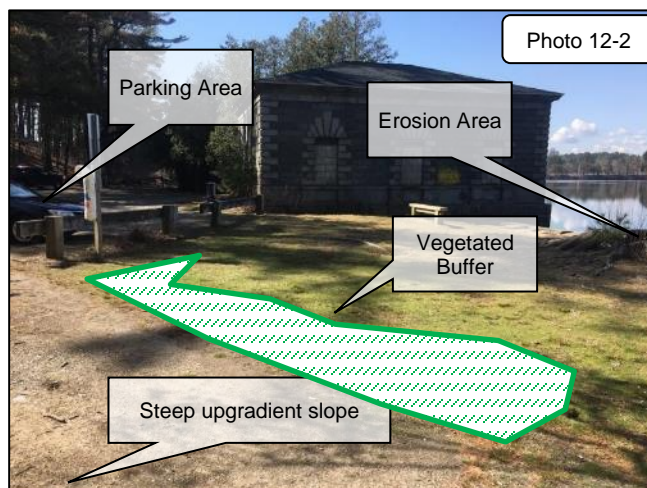 Photo 12-2
Parking Area
Erosion Area
Vegetated
Buffer
Steep upgradient slope